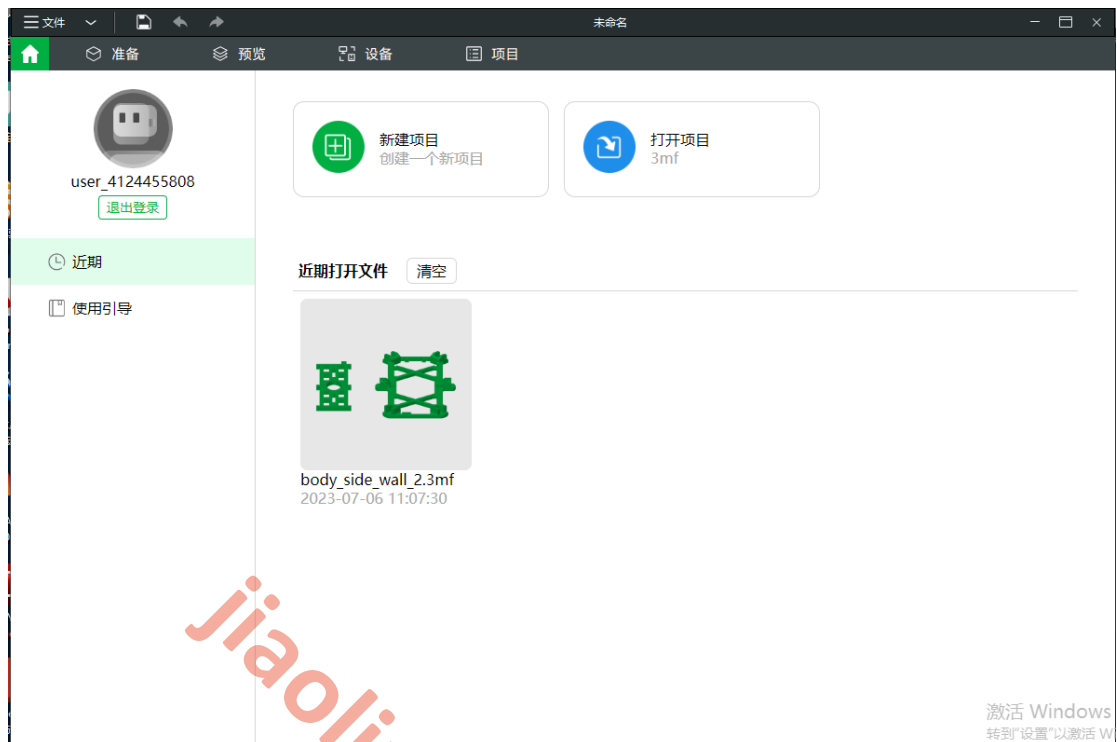 文件
未命名
准备
预览
设备
项目
user_4124455808
退出登录
近期
使用引导
新建项目
创建一个新项目
打开项目
3mf
近期打开文件
清空
body_side_wall_2.3mf
2023-07-06 11:07:30
jiaoli
激活 Windows
转到"设置"以激活 W